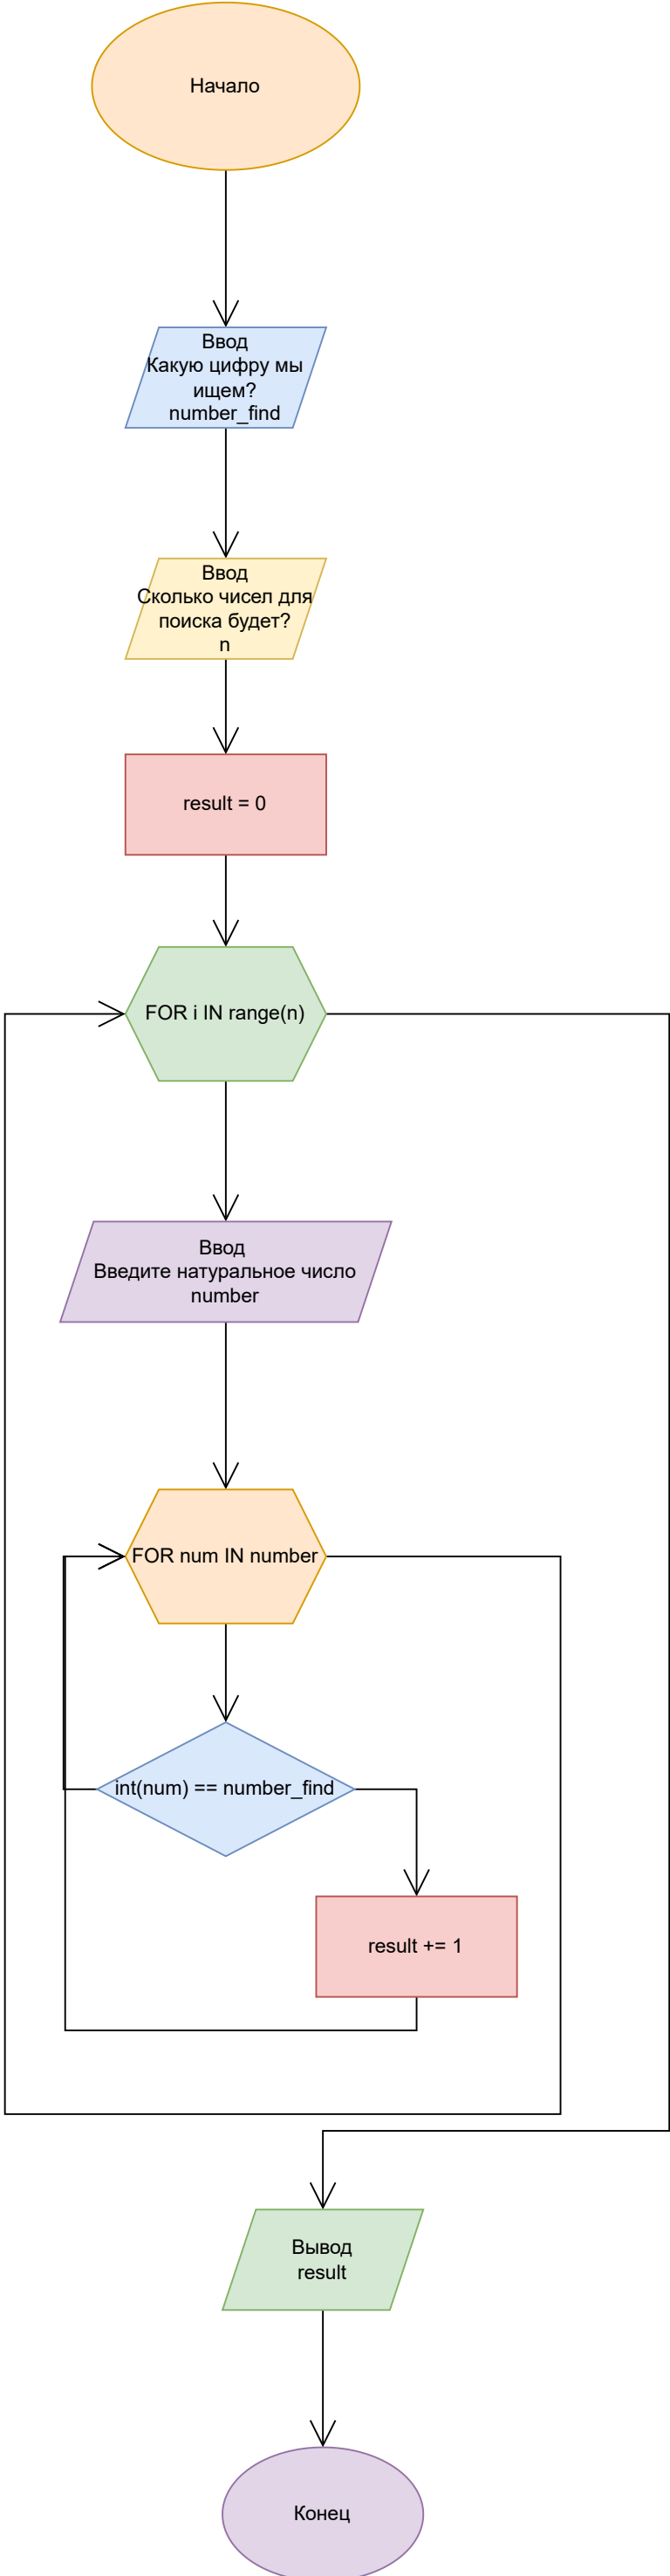 Начало
Ввод
Какую цифру мы
ищем?
number_find
Ввод
Сколько чисел для
поиска будет?
n
result = 0
FOR i IN range(n)
Ввод
Введите натуральное число
number
FOR num IN number
int(num) == number_find
result += 1
Вывод
result
Конец